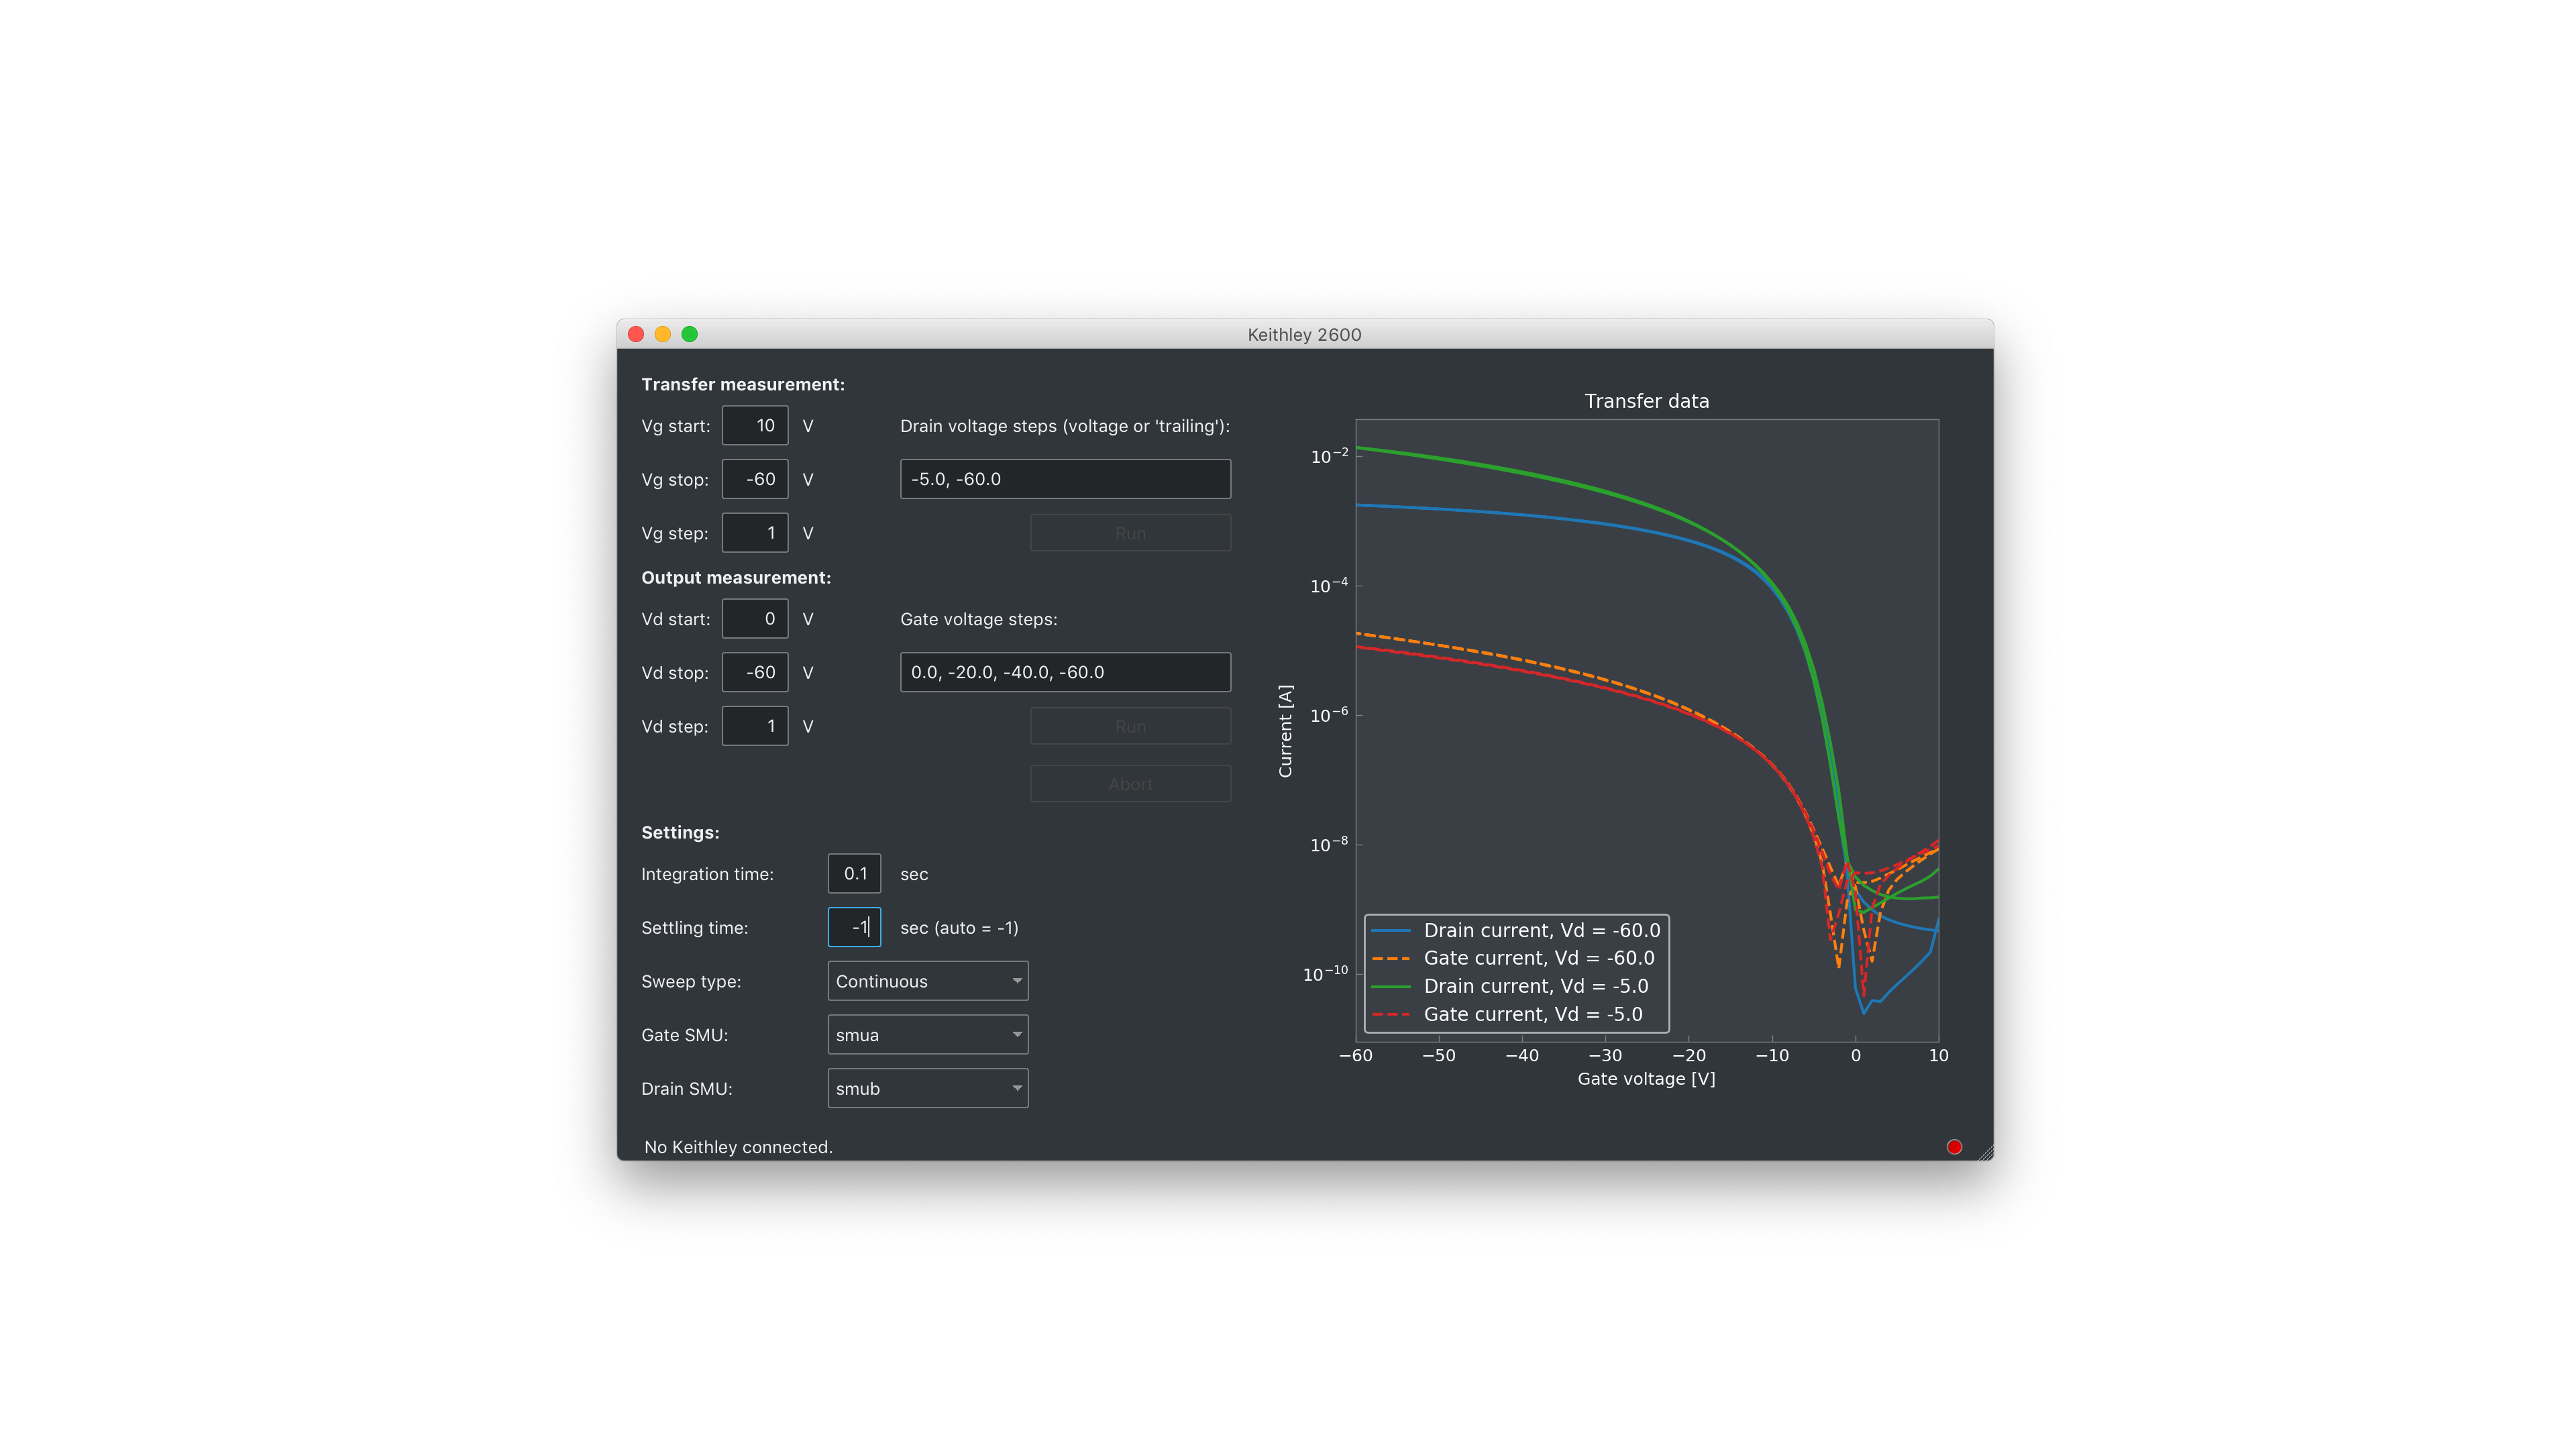 Keithley 2600
Transfer measurement:
Vg start: 10 V
Drain voltage steps (voltage or 'trailing'):
Vg stop: -60 V
-5.0, -60.0
Vg step: 1 V
Run
Output measurement:
Vd start: 0 V
Gate voltage steps:
Vd stop: -60 V
0.0, -20.0, -40.0, -60.0
Vd step: 1 V
Run
Abort
Settings:
Integration time: 0.1 sec
Settling time: -1 sec (auto = -1)
Sweep type: Continuous
Gate SMU: smua
Drain SMU: smub
No Keithley connected.
Transfer data
10⁻²
10⁻⁴
10⁻⁶
10⁻⁸
10⁻¹⁰
Current [A]
Drain current, Vd = -60.0
Gate current, Vd = -60.0
Drain current, Vd = -5.0
Gate current, Vd = -5.0
−60 −50 −40 −30 −20 −10 0 10
Gate voltage [V]